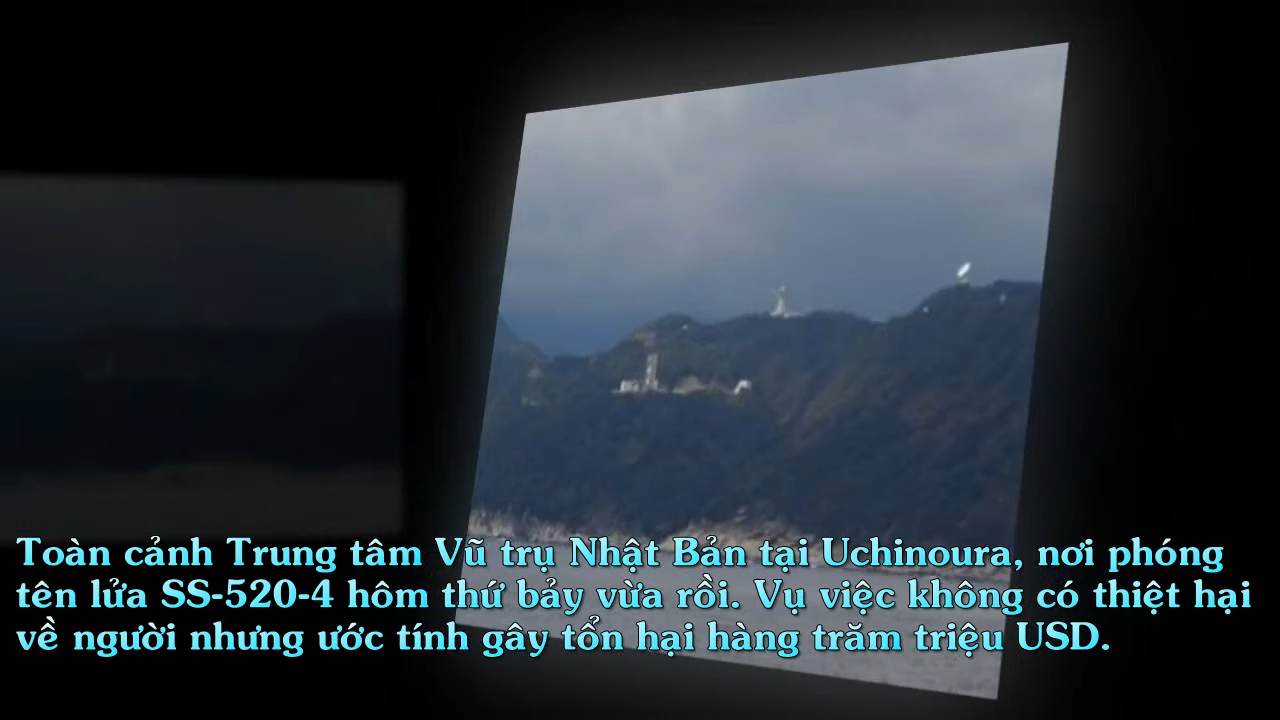 Toàn cảnh Trung tâm Vũ trụ Nhật Bản tại Uchinoura, nơi phóng
tên lửa SS-520-4 hôm thứ bảy vừa rồi. Vụ việc không có thiệt hại
về người nhưng ước tính gây tổn hại hàng trăm triệu USD.